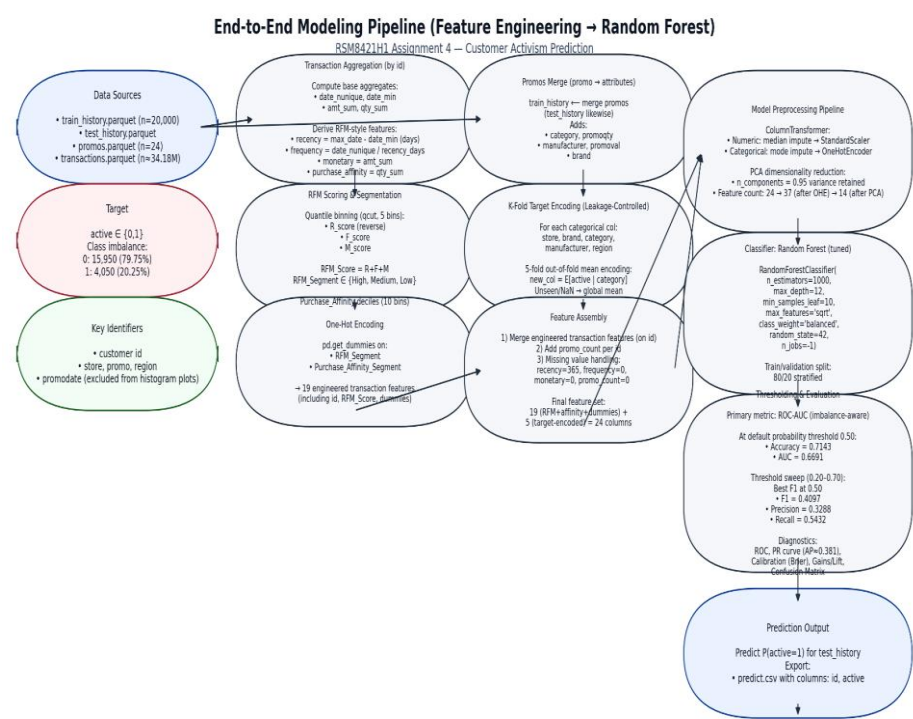 End-to-End Modeling Pipeline (Feature Engineering → Random Forest)
RSM8421H1 Assignment 4 — Customer Activism Prediction
Data Sources
• train_history.parquet (n=20,000)
• test_history.parquet
• promos.parquet (n=24)
• transactions.parquet (n≈34.18M)
Target
active ∈ {0,1}
Class imbalance:
0: 15,950 (79.75%)
1: 4,050 (20.25%)
Key Identifiers
• customer id
• store, promo, region
• promodate (excluded from histogram plots)
Transaction Aggregation (by id)
Compute base aggregates:
• date_nunique, date_min
• amt_sum, qty_sum
Derive RFM-style features:
• recency = max_date - date_min (days)
• frequency = date_nunique / recency_days
• monetary = amt_sum
• purchase_affinity = qty_sum
RFM Scoring & Segmentation
Quantile binning (qcut, 5 bins):
• R_score (reverse)
• F_score
• M_score
RFM_Score = R+F+M
RFM_Segment ∈ {High, Medium, Low}
Purchase_Affinity deciles (10 bins)
One-Hot Encoding
pd.get_dummies on:
• RFM_Segment
• Purchase_Affinity_Segment
→ 19 engineered transaction features
(including id, RFM_Score, dummies)
Promos Merge (promo → attributes)
train_history ← merge promos
(test_history likewise)
Adds:
• category, promoqty
• manufacturer, promoval
• brand
K-Fold Target Encoding (Leakage-Controlled)
For each categorical col:
store, brand, category,
manufacturer, region
5-fold out-of-fold mean encoding:
new_col = E[active | category]
Unseen/NaN → global mean
Feature Assembly
1) Merge engineered transaction features (on id)
2) Add promo_count per id
3) Missing value handling:
recency=365, frequency=0,
monetary=0, promo_count=0
Final feature set:
19 (RFM+affinity+dummies) +
5 (target-encoded) = 24 columns
Model Preprocessing Pipeline
ColumnTransformer:
• Numeric: median impute → StandardScaler
• Categorical: mode impute → OneHotEncoder
PCA dimensionality reduction:
• n_components = 0.95 variance retained
• Feature count: 24 → 37 (after OHE) → 14 (after PCA)
Classifier: Random Forest (tuned)
RandomForestClassifier(
n_estimators=1000,
max_depth=12,
min_samples_leaf=10,
max_features='sqrt',
class_weight='balanced',
random_state=42,
n_jobs=-1)
Train/validation split:
80/20 stratified
Thresholding & Evaluation
Primary metric: ROC-AUC (imbalance-aware)
At default probability threshold 0.50:
• Accuracy = 0.7143
• AUC = 0.6691
Threshold sweep (0.20–0.70):
Best F1 at 0.50
• F1 = 0.4097
• Precision = 0.3288
• Recall = 0.5432
Diagnostics:
ROC, PR curve (AP≈0.381),
Calibration (Brier), Gains/Lift,
Confusion Matrix
Prediction Output
Predict P(active=1) for test_history
Export:
• predict.csv with columns: id, active